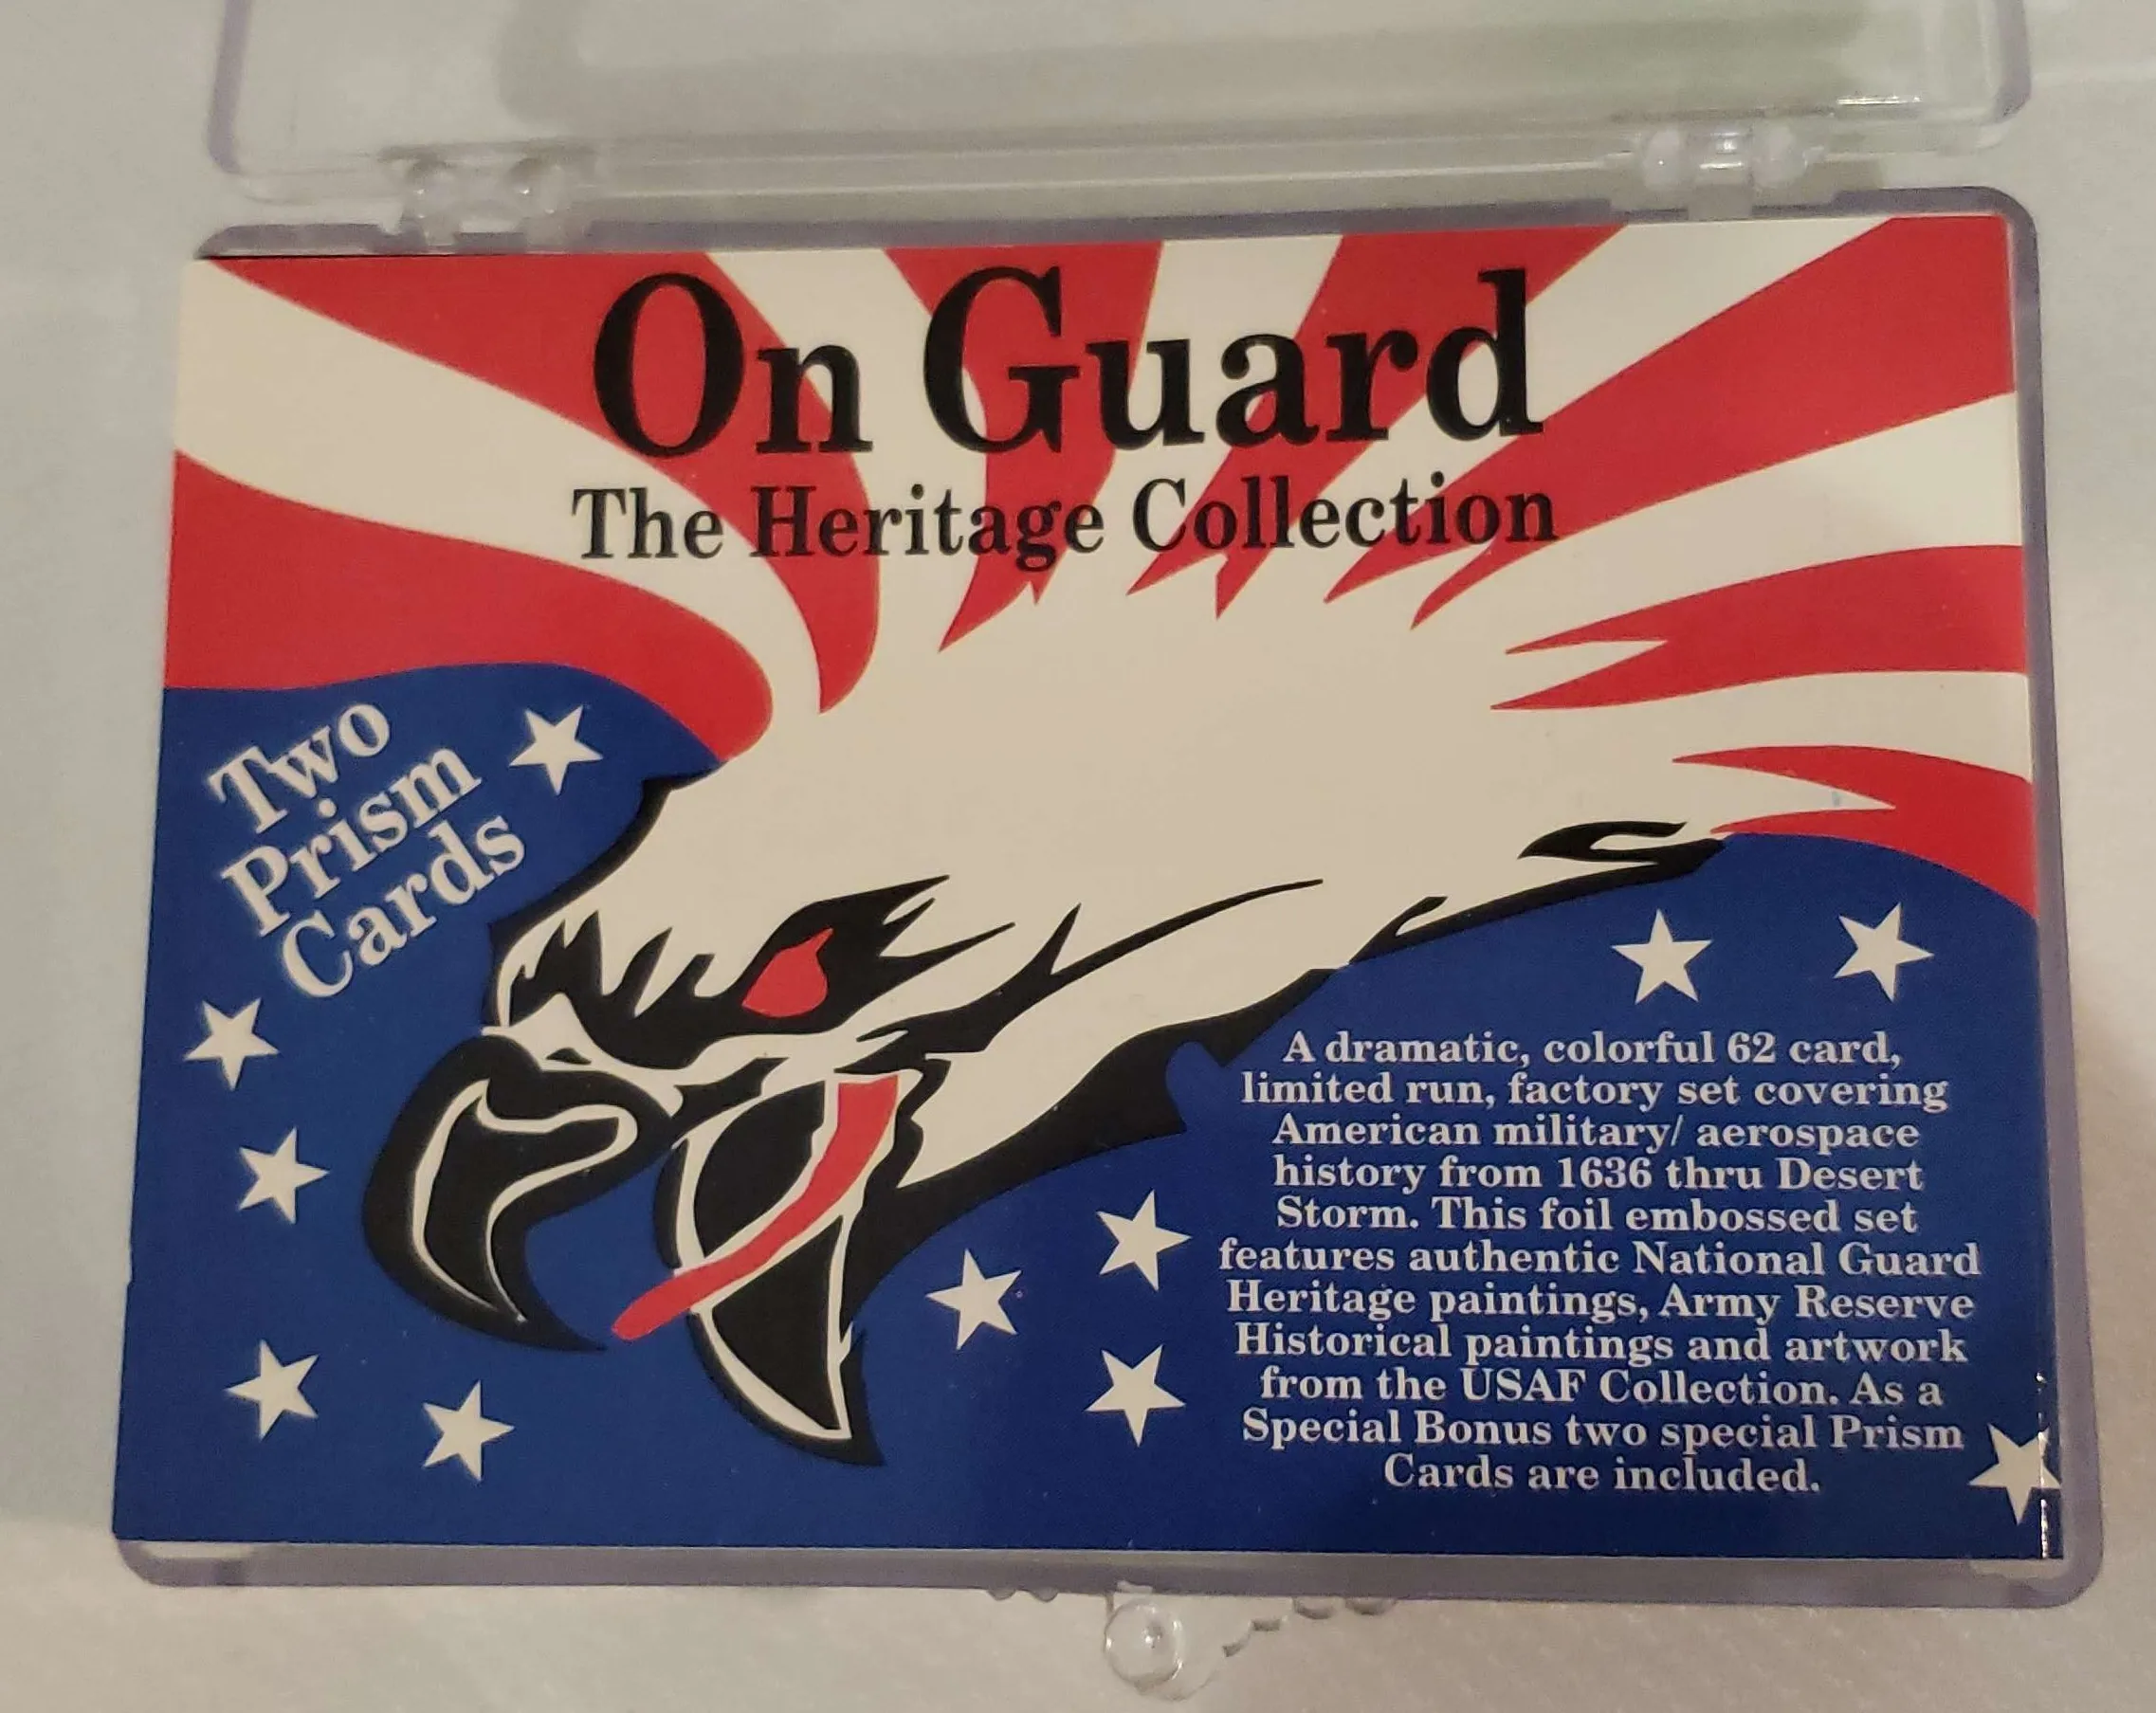 On Guard
The Heritage Collection
Two
Prism
Cards
A dramatic, colorful 62 card,
limited run, factory set covering
American military/ aerospace
history from 1636 thru Desert
Storm. This foil embossed set
features authentic National Guard
Heritage paintings, Army Reserve
Historical paintings and artwork
from the USAF Collection. As a
Special Bonus two special Prism
Cards are included.